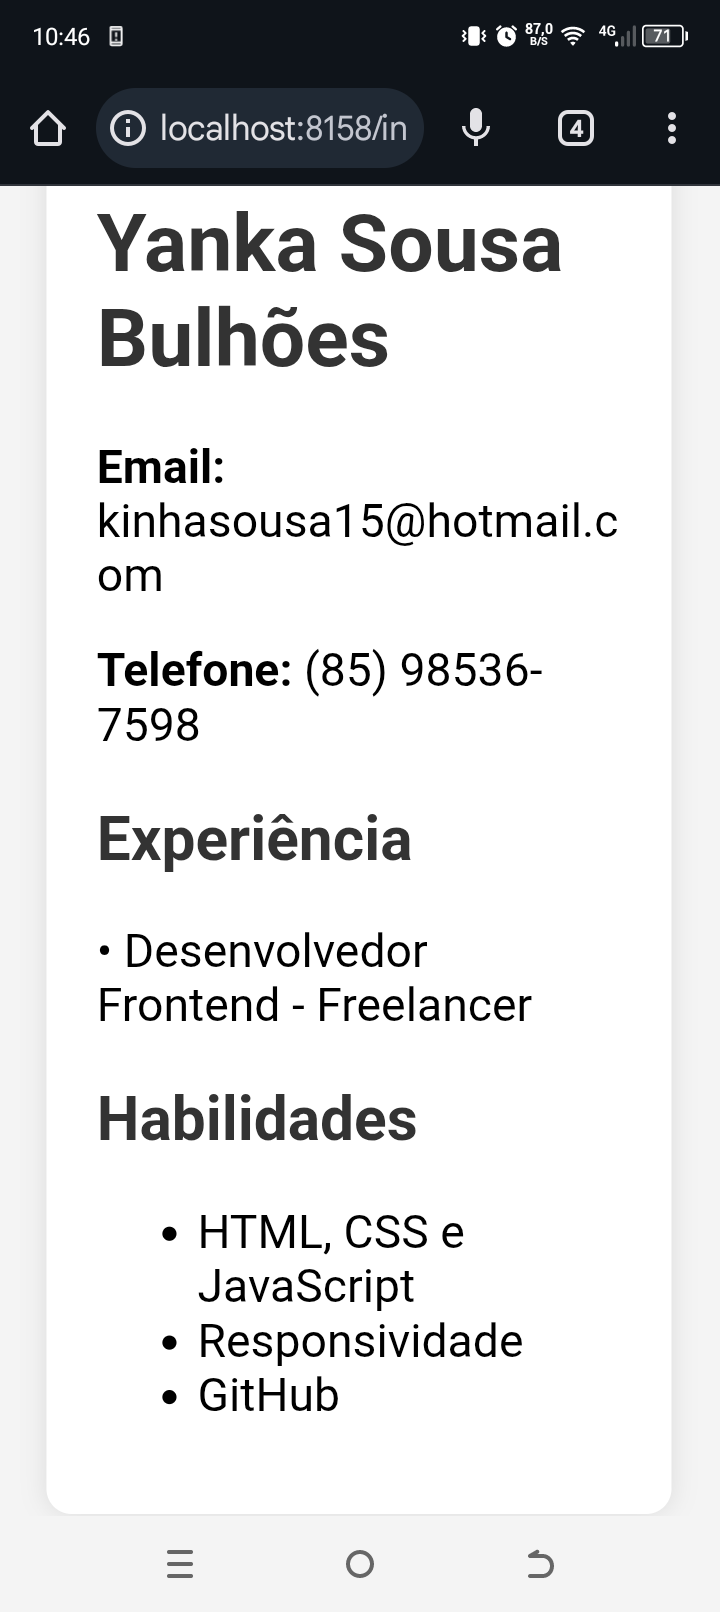 10:46
87,0
B/S
4G
71
localhost:8158/in
4
Yanka Sousa
Bulhões
Email:
kinhasousa15@hotmail.c
om
Telefone: (85) 98536-
7598
Experiência
• Desenvolvedor
Frontend - Freelancer
Habilidades
• HTML, CSS e
JavaScript
• Responsividade
• GitHub